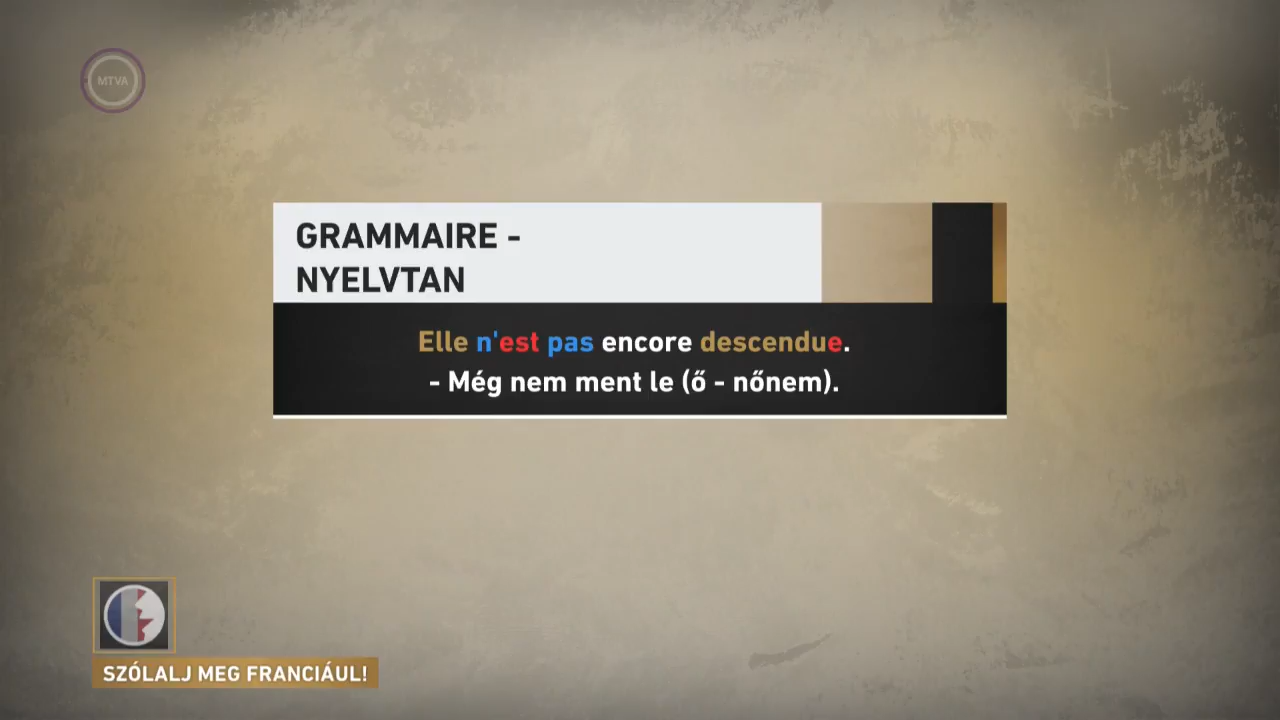 MTVA
GRAMMAIRE -
NYELVTAN
Elle n'est pas encore descendue.
- Még nem ment le (ő - nőnem).
SZÓLALJ MEG FRANCIÁUL!